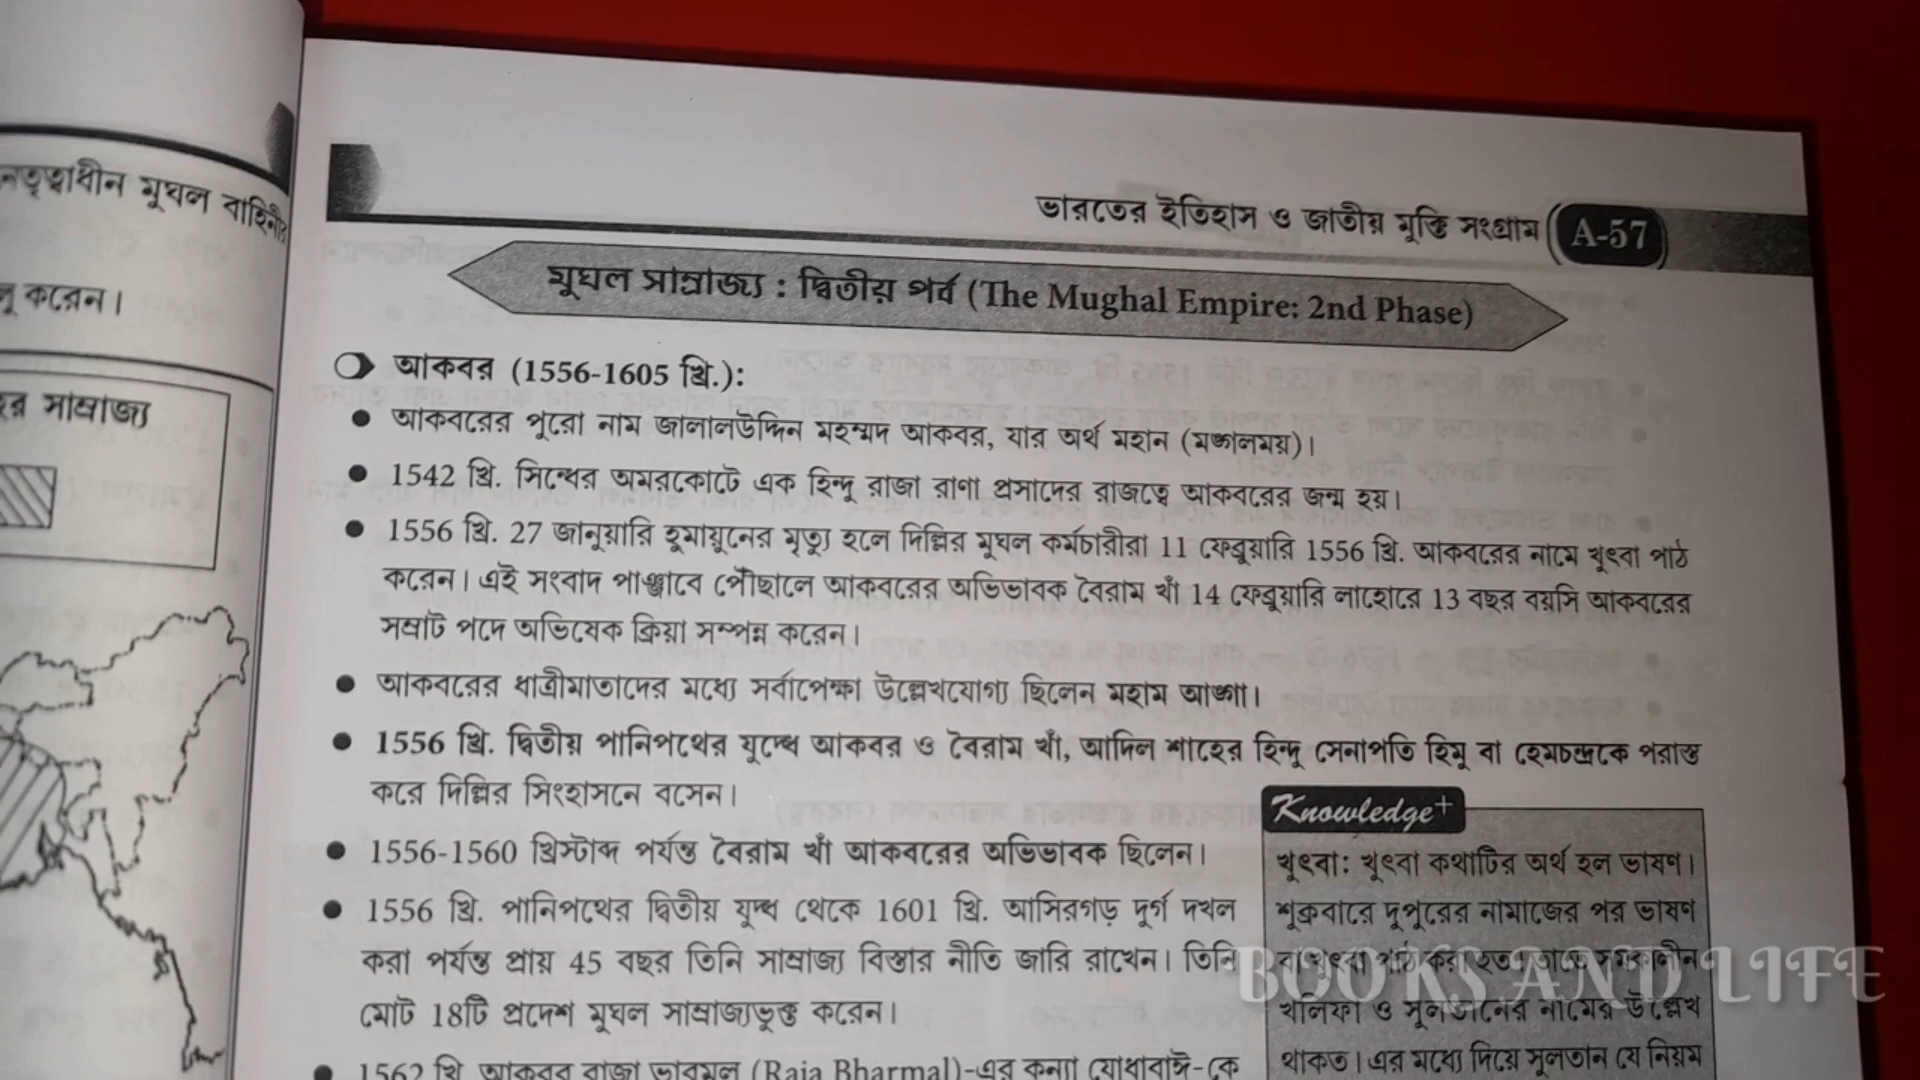 মুঘল বাহিনীর
করেন।
সাম্রাজ্য
ভারতের ইতিহাস ও জাতীয় মুক্তি সংগ্রাম A-57
মুঘল সাম্রাজ্য : দ্বিতীয় পর্ব (The Mughal Empire: 2nd Phase)
আকবর (1556-1605 খ্রি.):
• আকবরের পুরো নাম জালালউদ্দিন মহম্মদ আকবর, যার অর্থ মহান (মঙ্গলময়)।
• 1542 খ্রি. সিন্ধের অমরকোটে এক হিন্দু রাজা রাণা প্রসাদের রাজত্বে আকবরের জন্ম হয়।
• 1556 খ্রি. 27 জানুয়ারি হুমায়ুনের মৃত্যু হলে দিল্লির মুঘল কর্মচারীরা 11 ফেব্রুয়ারি 1556 খ্রি. আকবরের নামে খুৎবা পাঠ
করেন। এই সংবাদ পাঞ্জাবে পৌঁছালে আকবরের অভিভাবক বৈরাম খাঁ 14 ফেব্রুয়ারি লাহোরে 13 বছর বয়সি আকবরের
সম্রাট পদে অভিষেক ক্রিয়া সম্পন্ন করেন।
• আকবরের ধাত্রীমাতাদের মধ্যে সর্বাপেক্ষা উল্লেখযোগ্য ছিলেন মহাম আঙ্গা।
• 1556 খ্রি. দ্বিতীয় পানিপথের যুদ্ধে আকবর ও বৈরাম খাঁ, আদিল শাহের হিন্দু সেনাপতি হিমু বা হেমচন্দ্রকে পরাস্ত
করে দিল্লির সিংহাসনে বসেন।
• 1556-1560 খ্রিস্টাব্দ পর্যন্ত বৈরাম খাঁ আকবরের অভিভাবক ছিলেন।
• 1556 খ্রি. পানিপথের দ্বিতীয় যুদ্ধ থেকে 1601 খ্রি. আসিরগড় দুর্গ দখল
করা পর্যন্ত প্রায় 45 বছর তিনি সাম্রাজ্য বিস্তার নীতি জারি রাখেন। তিনি
মোট 18টি প্রদেশ মুঘল সাম্রাজ্যভুক্ত করেন।
• 1562 খ্রি আকবর রাজা ভারমল (Raja Bharmal)-এর কন্যা যোধাবাঈ-কে
Knowledge+
খুৎবা: খুৎবা কথাটির অর্থ হল ভাষণ।
শুক্রবারে দুপুরের নামাজের পর ভাষণ
বা খুৎবা পাঠ করা হত। তাতে সমকালীন
খলিফা ও সুলতানের নামের উল্লেখ
থাকত। এর মধ্যে দিয়ে সুলতান যে নিয়ম
BOOKS AND LIFE